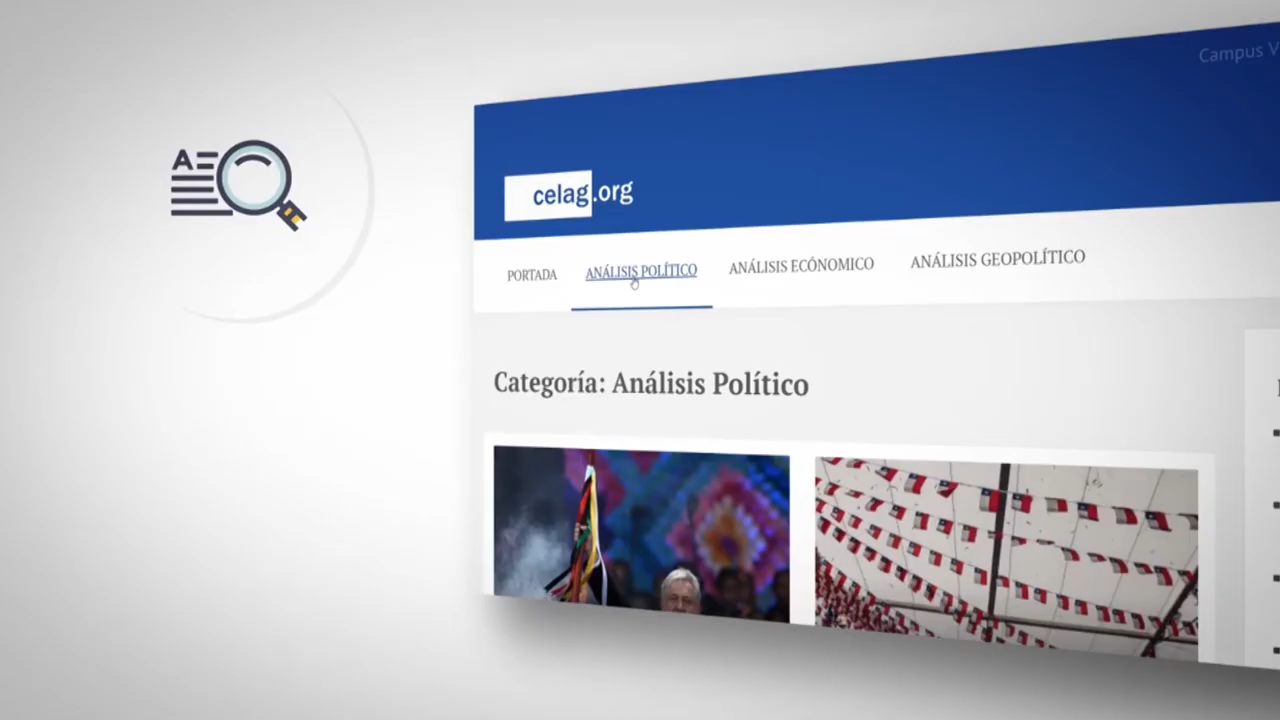 Campus V
celag.org
PORTADA
ANÁLISIS POLÍTICO
ANÁLISIS ECÓNOMICO
ANÁLISIS GEOPOLÍTICO
Categoría: Análisis Político